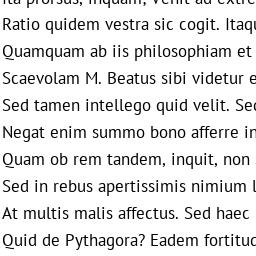 ita prorsus, inquam; Venit ad extre
Ratio quidem vestra sic cogit. Itaqu
Quamquam ab iis philosophiam et
Scaevolam M. Beatus sibi videtur e
Sed tamen intellego quid velit. Sed
Negat enim summo bono afferre in
Quam ob rem tandem, inquit, non
Sed in rebus apertissimis nimium l
At multis malis affectus. Sed haec
Quid de Pythagora? Eadem fortitud